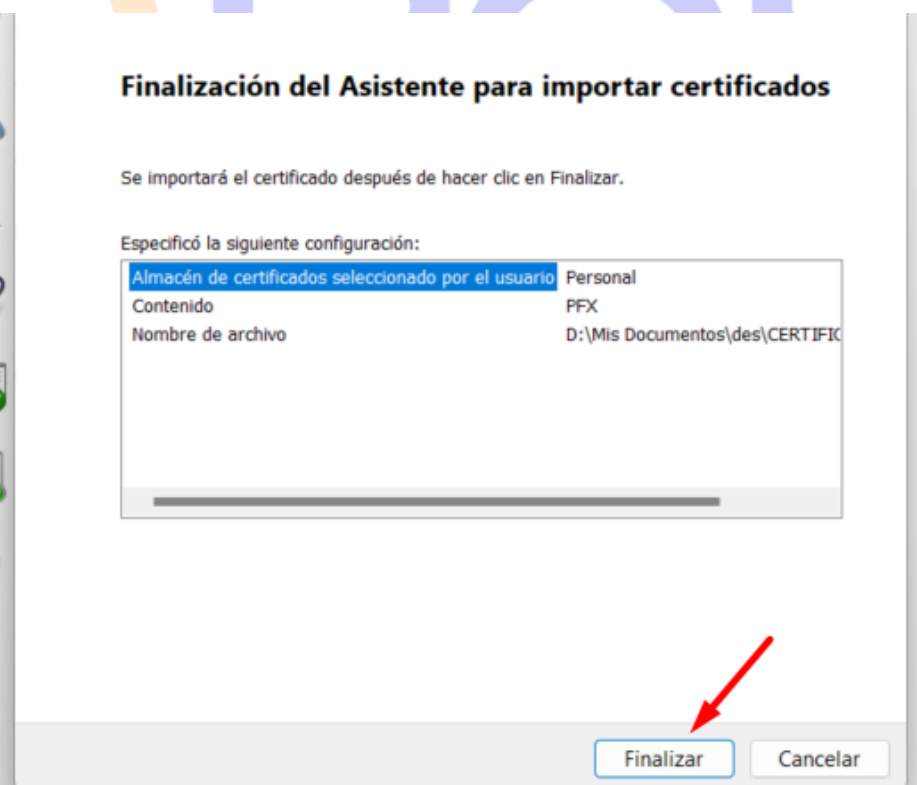 Finalización del Asistente para importar certificados
Se importará el certificado después de hacer clic en Finalizar.
Especificó la siguiente configuración:
Almacén de certificados seleccionado por el usuario Personal
Contenido PFX
Nombre de archivo D:\Mis Documentos\des\CERTIFIC
Finalizar Cancelar